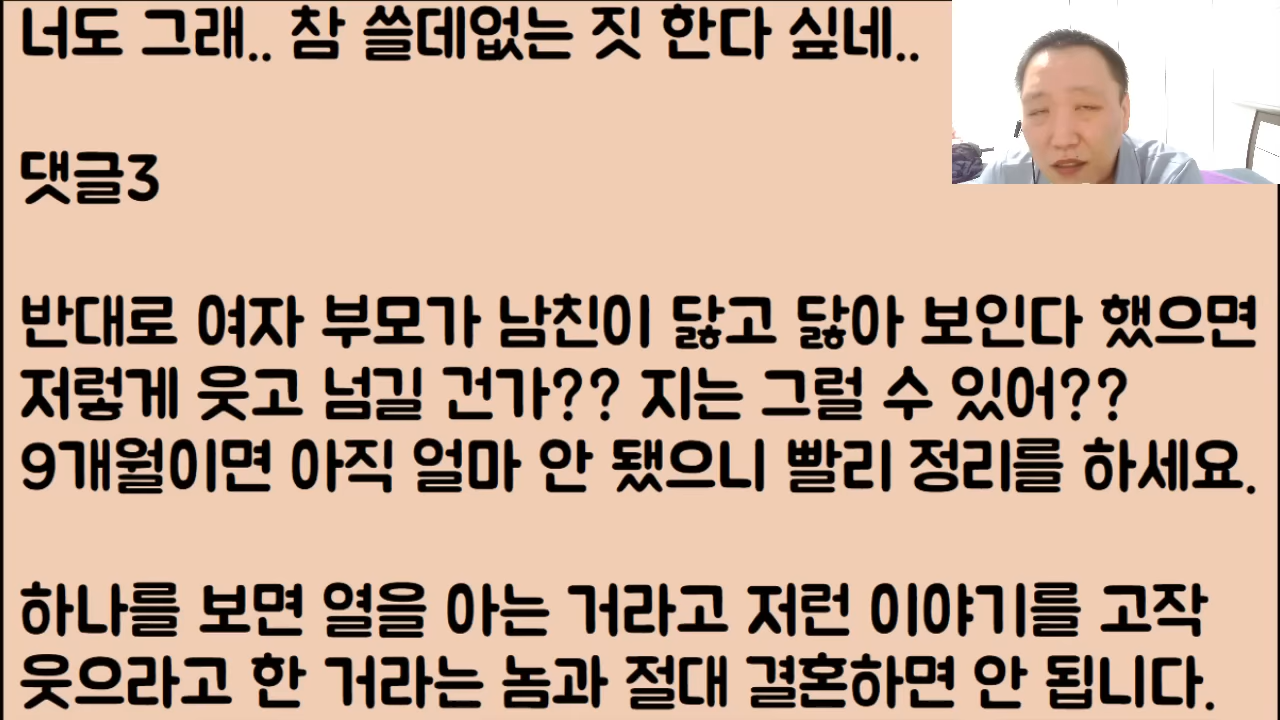 너도 그래.. 참 쓸데없는 짓 한다 싶네..
댓글3
반대로 여자 부모가 남친이 닳고 닳아 보인다 했으면
저렇게 웃고 넘길 건가?? 지는 그럴 수 있어??
9개월이면 아직 얼마 안 됐으니 빨리 정리를 하세요.
하나를 보면 열을 아는 거라고 저런 이야기를 고작
웃으라고 한 거라는 놈과 절대 결혼하면 안 됩니다.